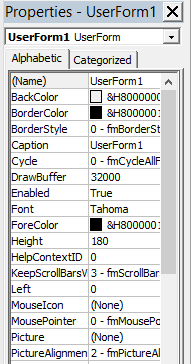 Properties - UserForm1
UserForm1 UserForm
Alphabetic Categorized
(Name) UserForm1
BackColor &H8000000
BorderColor &H8000001
BorderStyle 0 - fmBorderSt
Caption UserForm1
Cycle 0 - fmCycleAllF
DrawBuffer 32000
Enabled True
Font Tahoma
ForeColor &H8000001
Height 180
HelpContextID 0
KeepScrollBarsV 3 - fmScrollBar
Left 0
MouseIcon (None)
MousePointer 0 - fmMousePo
Picture (None)
PictureAlignmen 2 - fmPictureAl